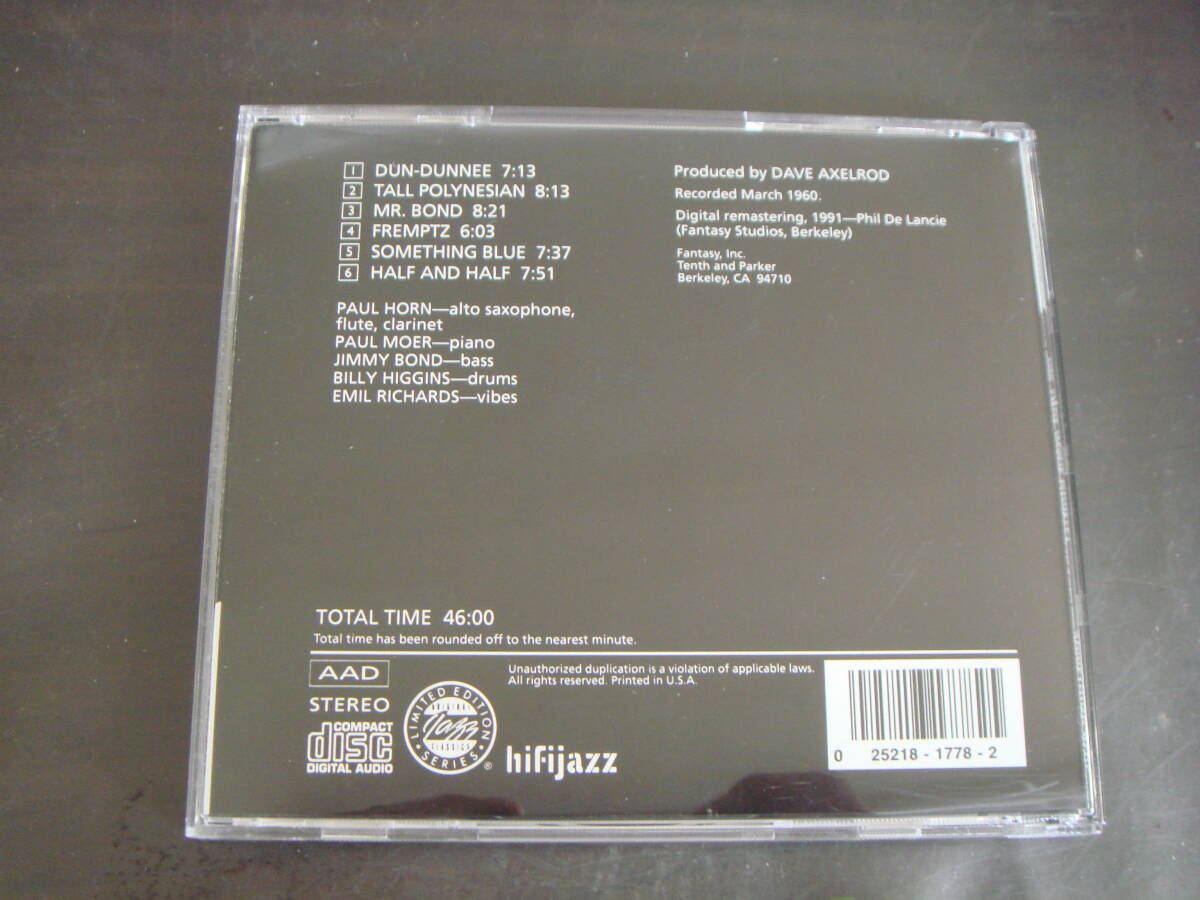 1 DUN-DUNNEE 7:13
2 TALL POLYNESIAN 8:13
3 MR. BOND 8:21
4 FREMPTZ 6:03
5 SOMETHING BLUE 7:37
6 HALF AND HALF 7:51
PAUL HORN—alto saxophone,
flute, clarinet
PAUL MOER—piano
JIMMY BOND—bass
BILLY HIGGINS—drums
EMIL RICHARDS—vibes
Produced by DAVE AXELROD
Recorded March 1960.
Digital remastering, 1991—Phil De Lancie
(Fantasy Studios, Berkeley)
Fantasy, Inc.
Tenth and Parker
Berkeley, CA 94710
TOTAL TIME 46:00
Total time has been rounded off to the nearest minute.
AAD
STEREO
COMPACT
disc
DIGITAL AUDIO
LIMITED EDITION
ORIGINAL
Jazz
CLASSICS
SERIES
®
hifijazz
Unauthorized duplication is a violation of applicable laws.
All rights reserved. Printed in U.S.A.
0 25218-1778-2